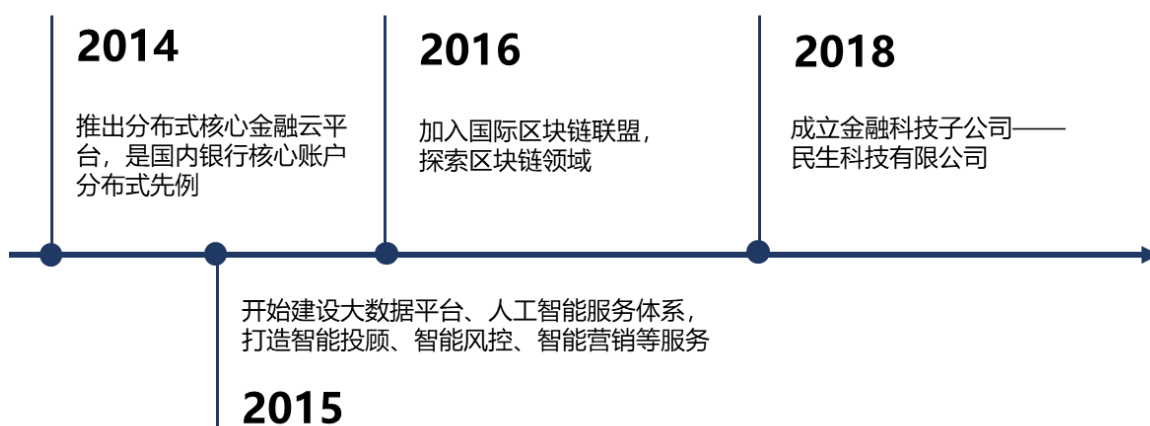 2014
推出分布式核心金融云平
台，是国内银行核心账户
分布式先例
2016
加入国际区块链联盟，
探索区块链领域
2018
成立金融科技子公司——
民生科技有限公司
开始建设大数据平台、人工智能服务体系，
打造智能投顾、智能风控、智能营销等服务
2015